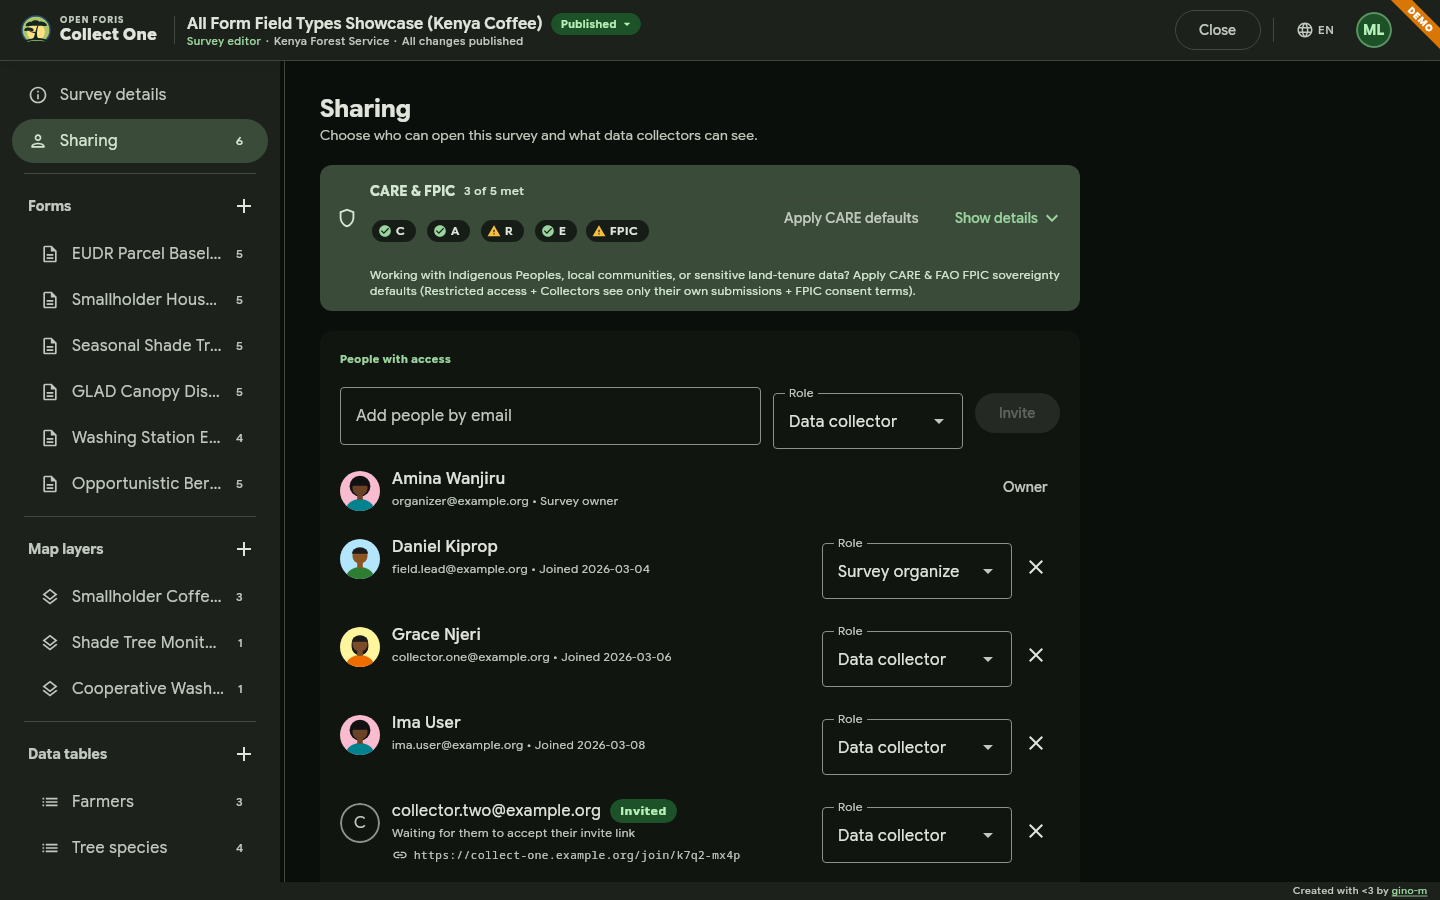 OPEN FORIS
Collect One
All Form Field Types Showcase (Kenya Coffee)
Published
Survey editor · Kenya Forest Service · All changes published
Close
EN
ML
DEMO
Survey details
Sharing 6
Forms
EUDR Parcel Basel... 5
Smallholder Hous... 5
Seasonal Shade Tr... 5
GLAD Canopy Dis... 5
Washing Station E... 4
Opportunistic Ber... 5
Map layers
Smallholder Coffe... 3
Shade Tree Monit... 1
Cooperative Wash... 1
Data tables
Farmers 3
Tree species 4
Sharing
Choose who can open this survey and what data collectors can see.
CARE & FPIC 3 of 5 met
C A R E FPIC
Apply CARE defaults
Show details
Working with Indigenous Peoples, local communities, or sensitive land-tenure data? Apply CARE & FAO FPIC sovereignty
defaults (Restricted access + Collectors see only their own submissions + FPIC consent terms).
People with access
Add people by email
Role
Data collector
Invite
Amina Wanjiru
organizer@example.org • Survey owner
Owner
Daniel Kiprop
field.lead@example.org • Joined 2026-03-04
Role
Survey organize
Grace Njeri
collector.one@example.org • Joined 2026-03-06
Role
Data collector
Ima User
ima.user@example.org • Joined 2026-03-08
Role
Data collector
C
collector.two@example.org Invited
Waiting for them to accept their invite link
https://collect-one.example.org/join/k7q2-mx4p
Role
Data collector
Created with <3 by gino-m